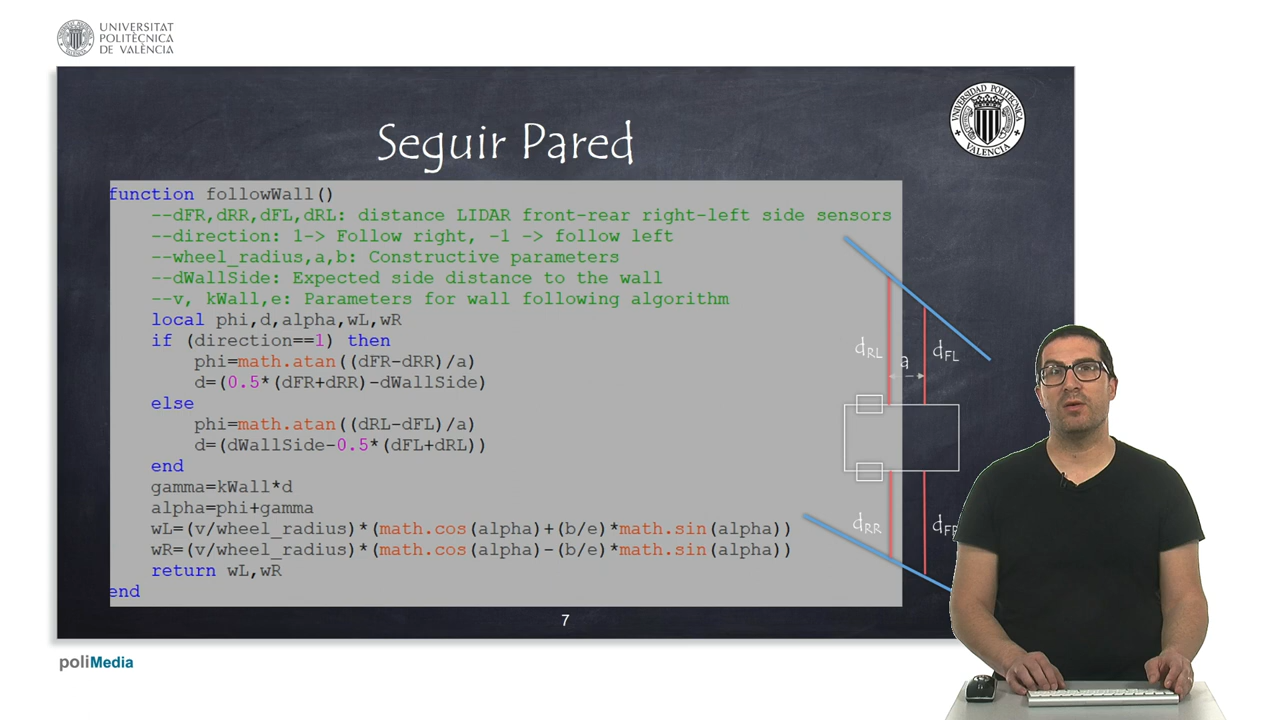 UNIVERSITAT
POLITÈCNICA
DE VALÈNCIA
UNIVERSIDAD POLITECNICA
VALENCIA
Seguir Pared
function followWall()
--dFR,dRR,dFL,dRL: distance LIDAR front-rear right-left side sensors
--direction: 1-> Follow right, -1 -> follow left
--wheel_radius,a,b: Constructive parameters
--dWallSide: Expected side distance to the wall
--v, kWall,e: Parameters for wall following algorithm
local phi,d,alpha,wL,wR
if (direction==1) then
phi=math.atan((dFR-dRR)/a)
d=(0.5*(dFR+dRR)-dWallSide)
else
phi=math.atan((dRL-dFL)/a)
d=(dWallSide-0.5*(dFL+dRL))
end
gamma=kWall*d
alpha=phi+gamma
wL=(v/wheel_radius)*(math.cos(alpha)+(b/e)*math.sin(alpha))
wR=(v/wheel_radius)*(math.cos(alpha)-(b/e)*math.sin(alpha))
return wL,wR
end
dRL
a
dFL
dRR
7
poliMedia